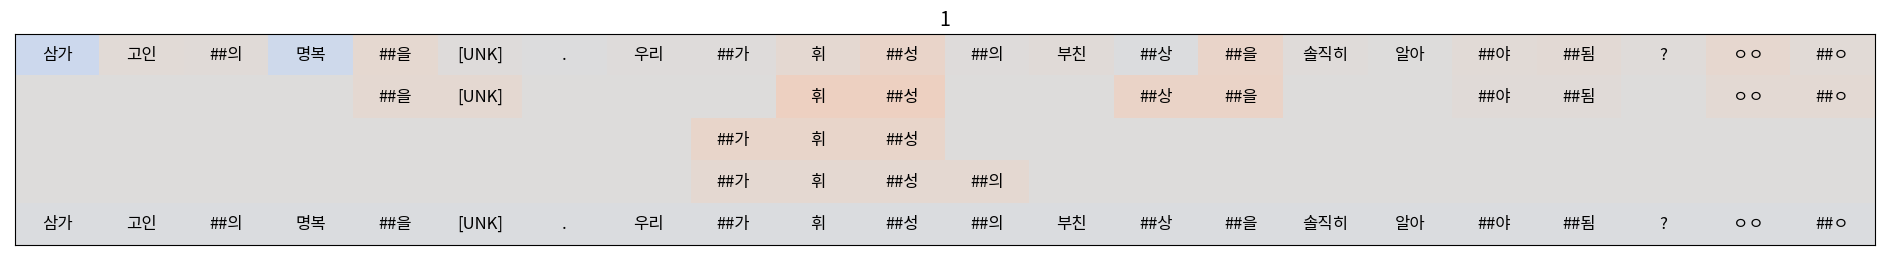 1
삼가 고인 ##의 명복 ##을 [UNK] . 우리 ##가 휘 ##성 ##의 부친 ##상 ##을 솔직히 알아 ##야 ##됨 ? ㅇㅇ ##ㅇ
##을 [UNK] 휘 ##성 ##상 ##을 ##야 ##됨 ㅇㅇ ##ㅇ
##가 휘 ##성
##가 휘 ##성 ##의
삼가 고인 ##의 명복 ##을 [UNK] . 우리 ##가 휘 ##성 ##의 부친 ##상 ##을 솔직히 알아 ##야 ##됨 ? ㅇㅇ ##ㅇ